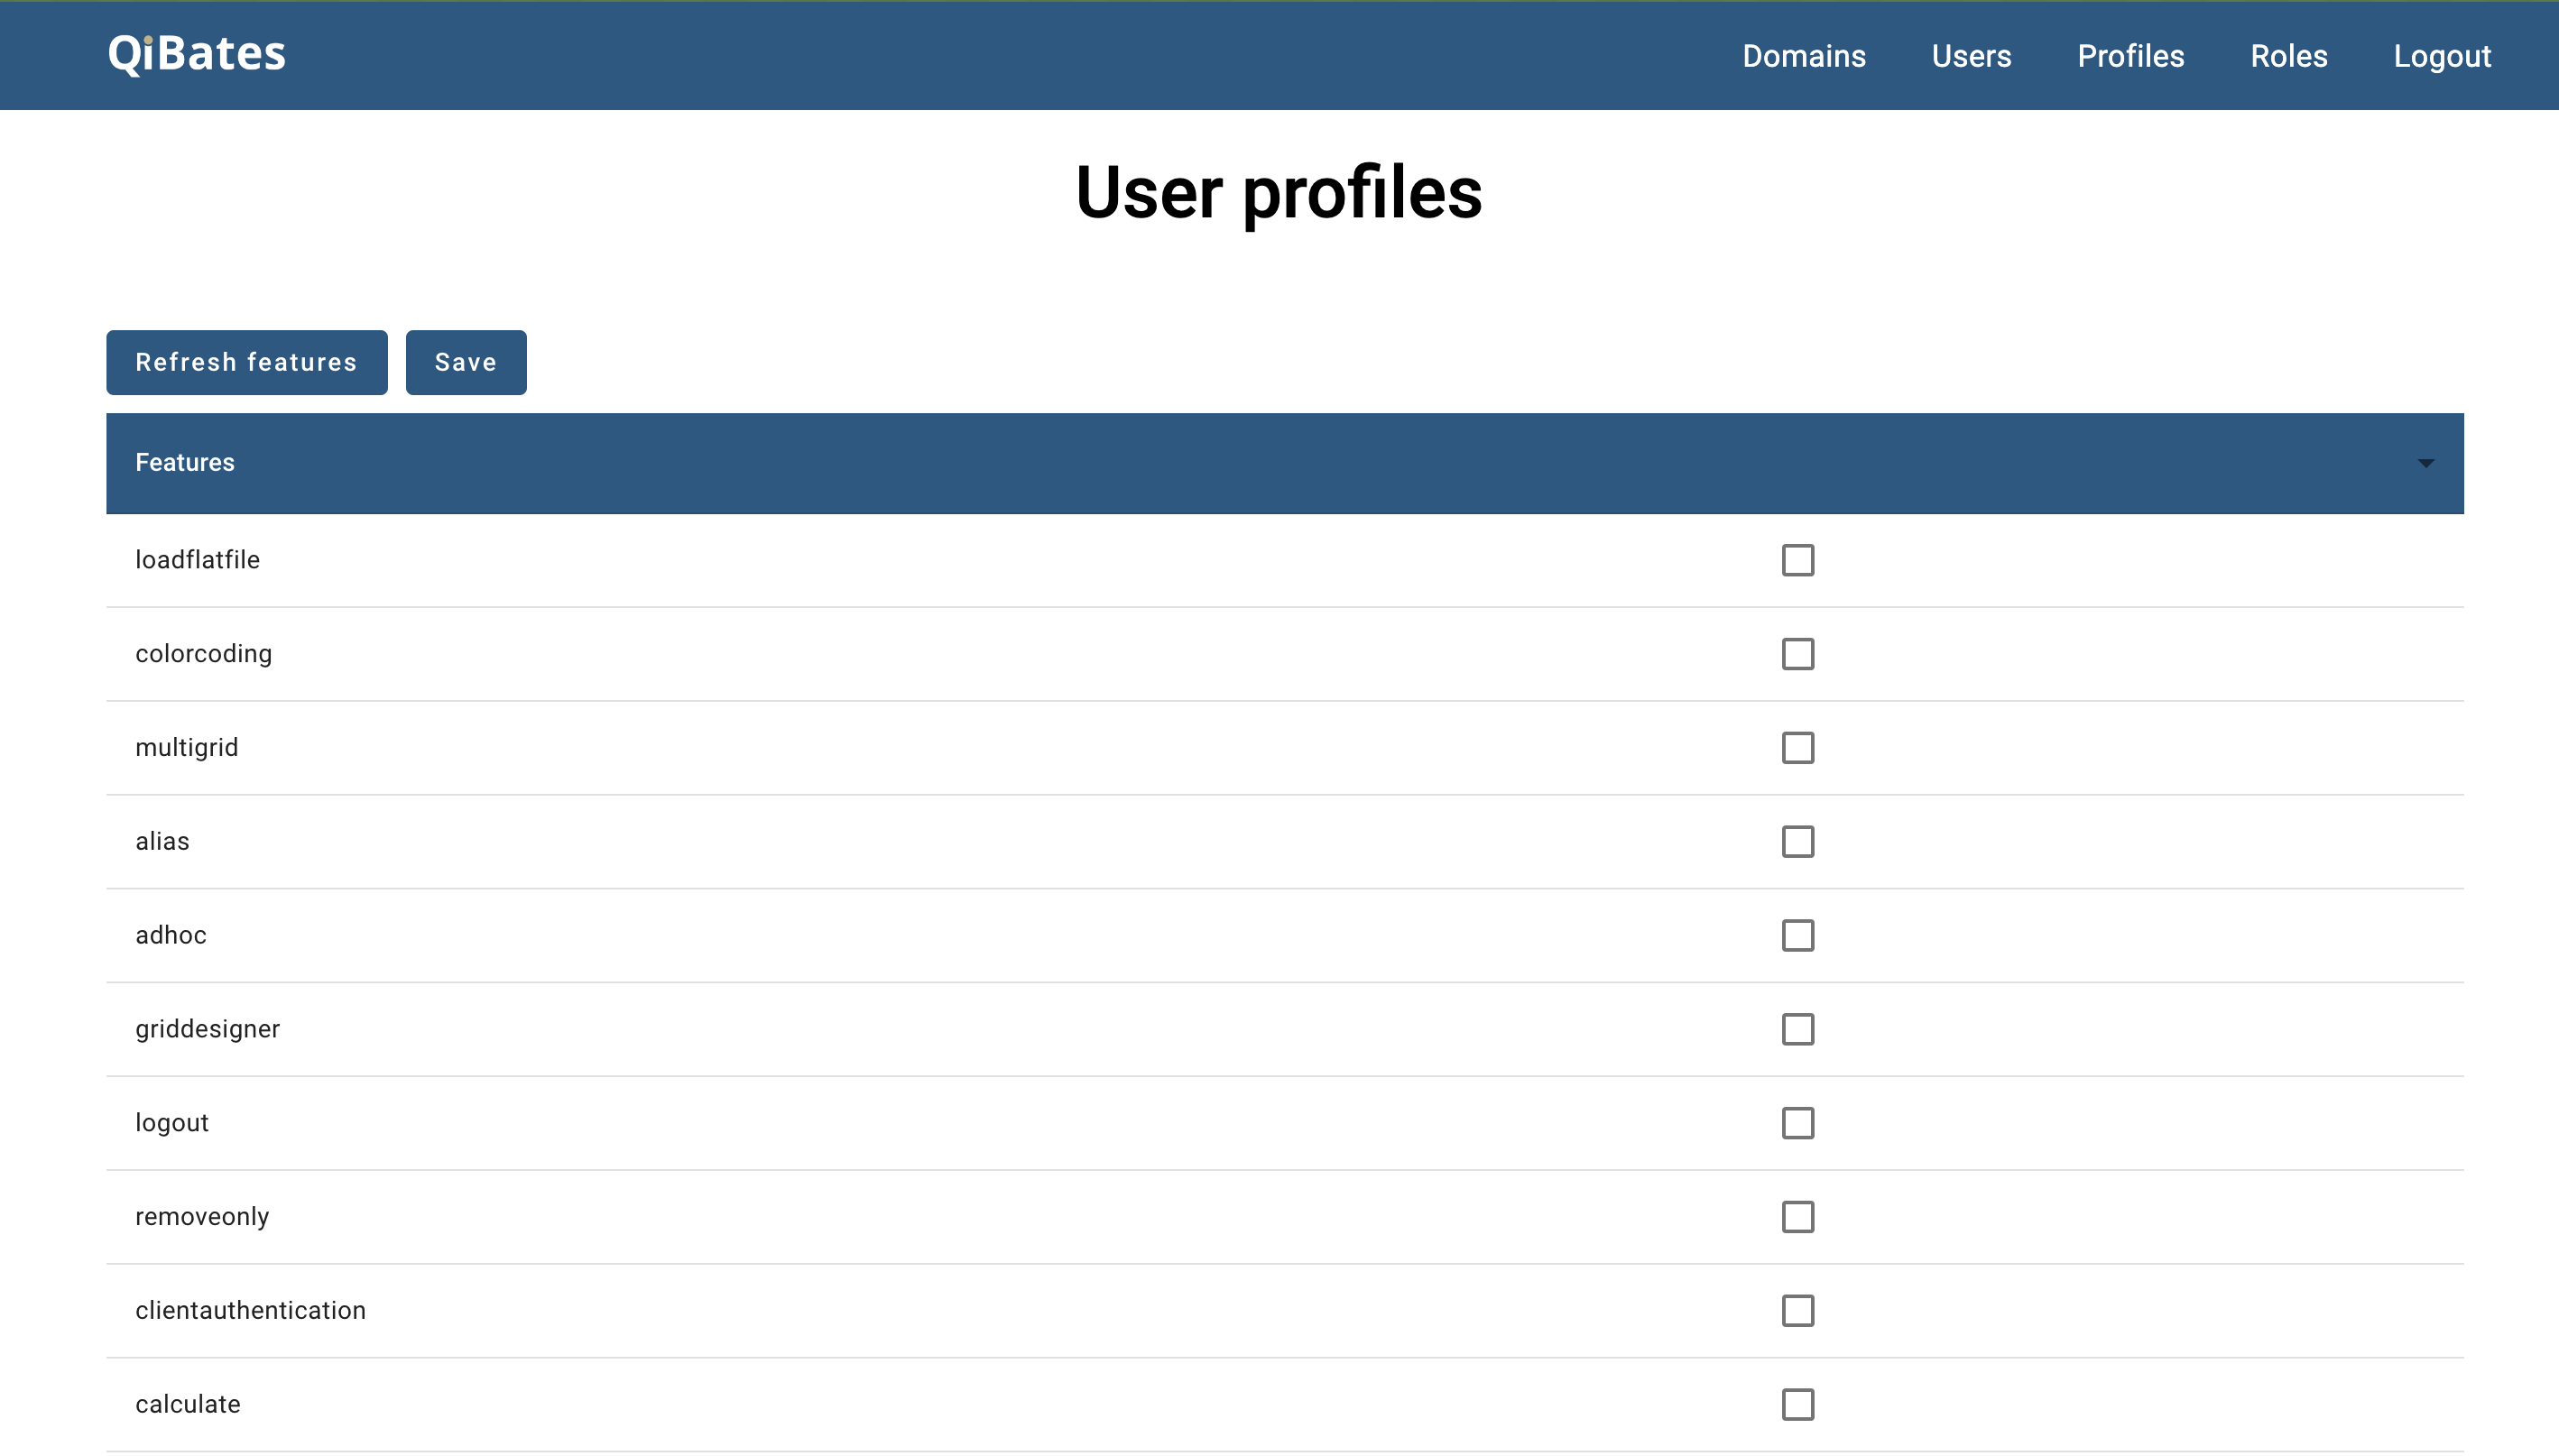 QiBates
Domains Users Profiles Roles Logout
User profiles
Refresh features Save
Features
loadflatfile
colorcoding
multigrid
alias
adhoc
griddesigner
logout
removeonly
clientauthentication
calculate